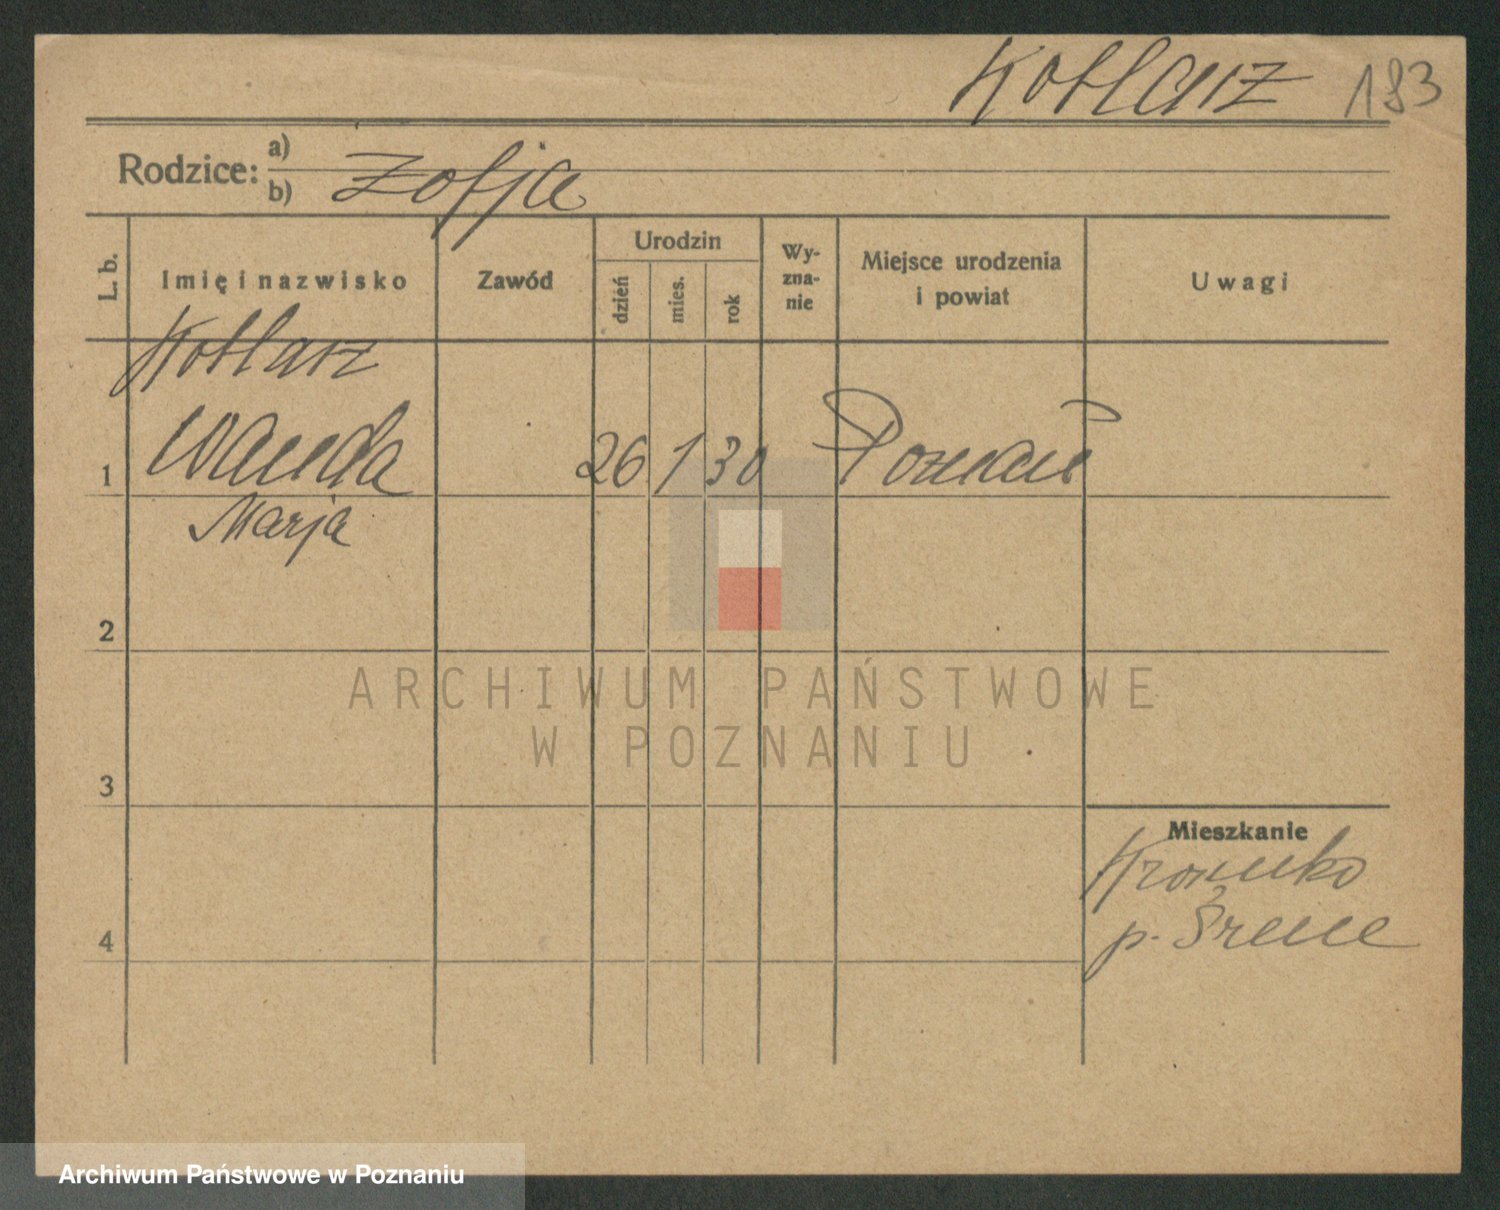 Kotlarz 183
Rodzice: a)
b) Zofja
L. b. Imię i nazwisko Zawód Urodzin dzień mies. rok Wy-zna-nie Miejsce urodzenia i powiat Uwagi
Kotlarz
1 Wanda 26 1 30 Poznań
Marja
2
ARCHIWUM PAŃSTWOWE
W POZNANIU
3
Mieszkanie
p. Śrem
4
Archiwum Państwowe w Poznaniu